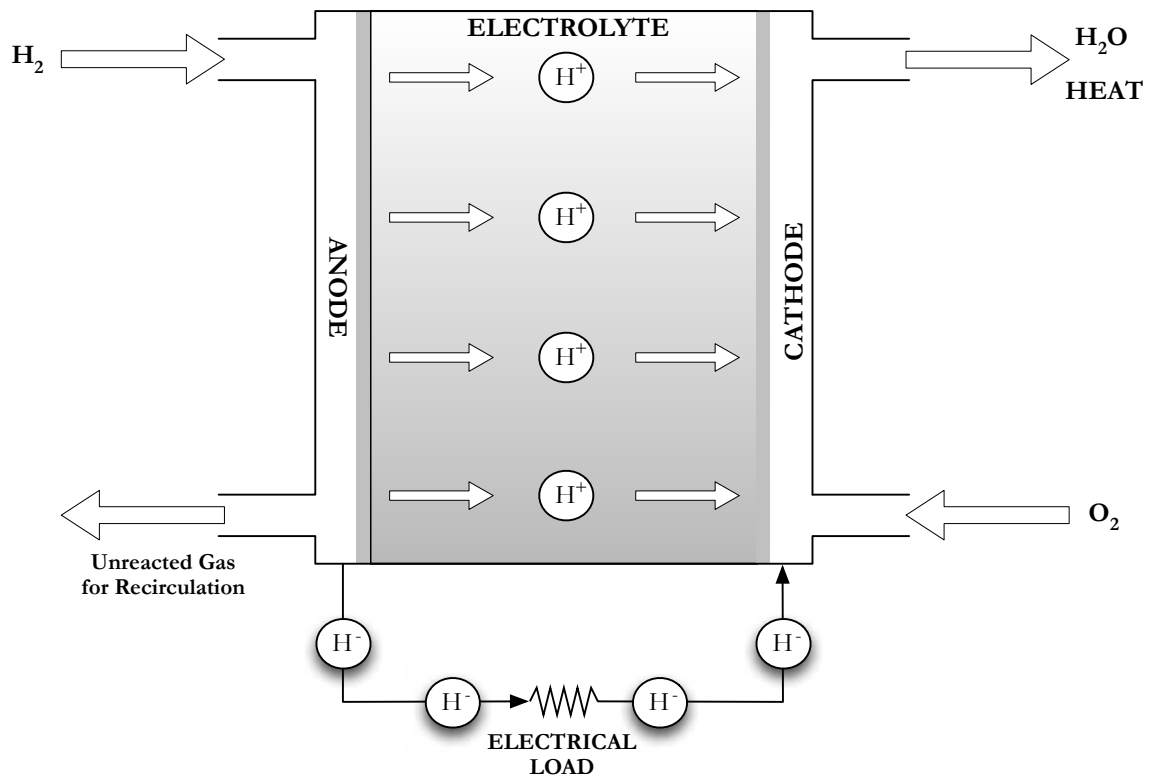 ELECTROLYTE
H₂
H⁺
H₂O
HEAT
H⁺
ANODE
CATHODE
H⁺
H⁺
O₂
Unreacted Gas
for Recirculation
H⁻
H⁻
H⁻
H⁻
ELECTRICAL
LOAD